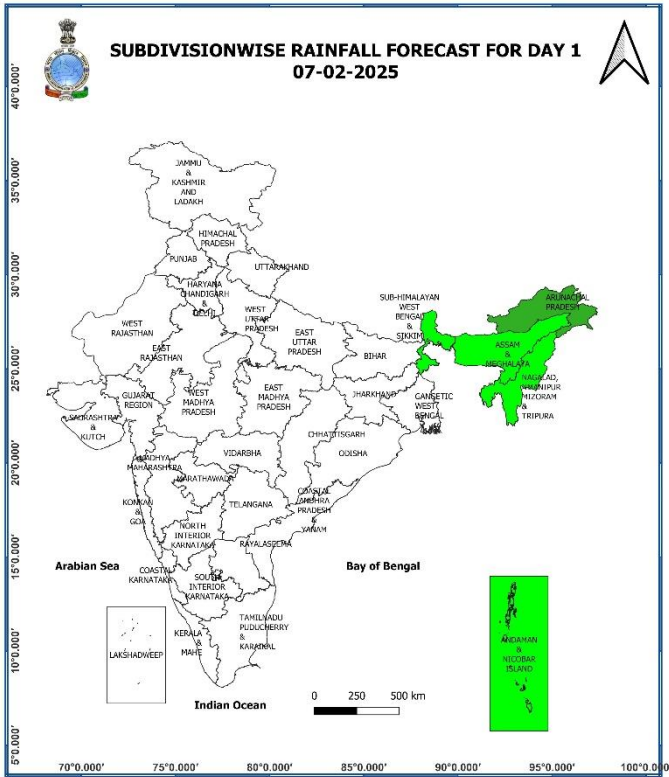 SUBDIVISIONWISE RAINFALL FORECAST FOR DAY 1
07-02-2025
40°0.000'
35°0.000'
30°0.000'
25°0.000'
20°0.000'
15°0.000'
10°0.000'
5°0.000'
JAMMU
&
KASHMIR
AND
LADAKH
HIMACHAL
PRADESH
PUNJAB
UTTARAKHAND
HARYANA
CHANDIGARH
&
DELHI
WEST
UTTAR
PRADESH
EAST
UTTAR
PRADESH
WEST
RAJASTHAN
EAST
RAJASTHAN
BIHAR
SUB-HIMALAYAN
WEST
BENGAL
&
SIKKIM
ARUNACHAL
PRADESH
ASSAM
&
MEGHALAYA
NAGALAD,
MANIPUR
MIZORAM
&
TRIPURA
GUJARAT
REGION
SAURASHTRA
&
KUTCH
WEST
MADHYA
PRADESH
EAST
MADHYA
PRADESH
JHARKHAND
GANGETIC
WEST
BENGAL
CHHATTISGARH
ODISHA
VIDARBHA
MADHYA
MAHARASHTRA
MARATHAWADA
KONKAN
&
GOA
TELANGANA
COASTAL
ANDHRA
PRADESH
&
YANAM
NORTH
INTERIOR
KARNATAKA
RAYALASEEMA
COASTAL
KARNATAKA
SOUTH
INTERIOR
KARNATAKA
Arabian Sea
Bay of Bengal
KERALA
&
MAHE
TAMILNADU
PUDUCHERRY
&
KARAIKAL
LAKSHADWEEP
ANDAMAN
&
NICOBAR
ISLAND
Indian Ocean
0 250 500 km
70°0.000' 75°0.000' 80°0.000' 85°0.000' 90°0.000' 95°0.000' 100°0.000'